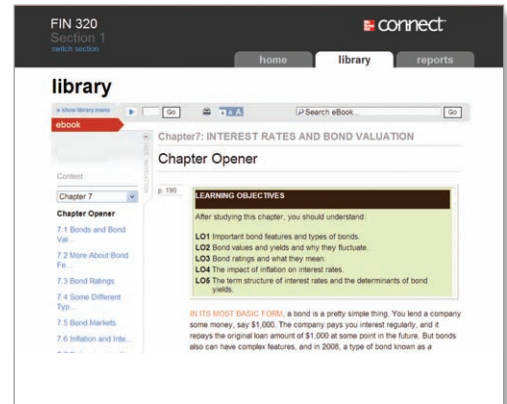 FIN 320
Section 1
switch section
connect
home
library
reports
library
show library menu
Go
A A A
Search eBook...
Go
ebook
Chapter7: INTEREST RATES AND BOND VALUATION
Chapter Opener
Content
Chapter 7
p. 190
LEARNING OBJECTIVES
After studying this chapter, you should understand:
LO1 Important bond features and types of bonds.
LO2 Bond values and yields and why they fluctuate.
LO3 Bond ratings and what they mean.
LO4 The impact of inflation on interest rates.
LO5 The term structure of interest rates and the determinants of bond
yields.
Chapter Opener
7.1 Bonds and Bond
Val...
7.2 More About Bond
Fe...
7.3 Bond Ratings
7.4 Some Different
Typ...
7.5 Bond Markets
7.6 Inflation and Inte...
IN ITS MOST BASIC FORM, a bond is a pretty simple thing. You lend a company
some money, say $1,000. The company pays you interest regularly, and it
repays the original loan amount of $1,000 at some point in the future. But bonds
also can have complex features, and in 2008, a type of bond known as a